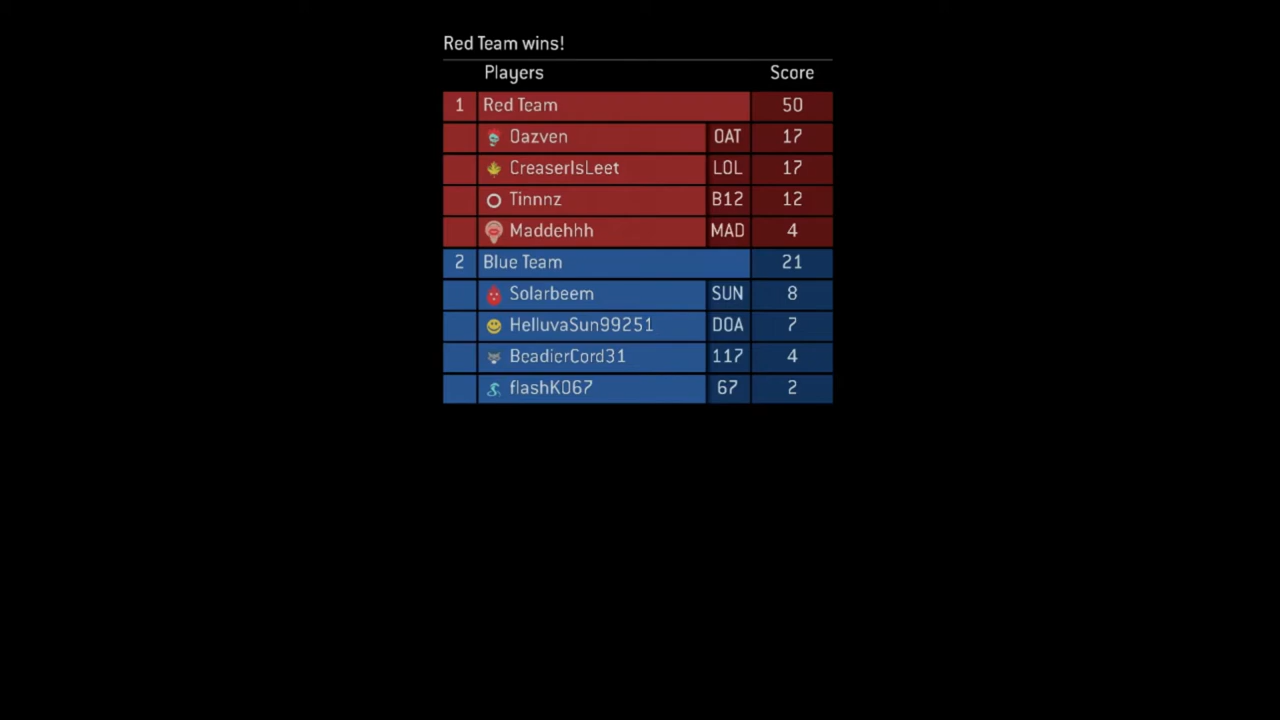 Red Team wins!
Players Score
1 Red Team 50
Oazven OAT 17
CreaserIsLeet LOL 17
Tinnnz B12 12
Maddehhh MAD 4
2 Blue Team 21
Solarbeem SUN 8
HelluvaSun99251 DOA 7
BeadierCord31 117 4
flashK067 67 2